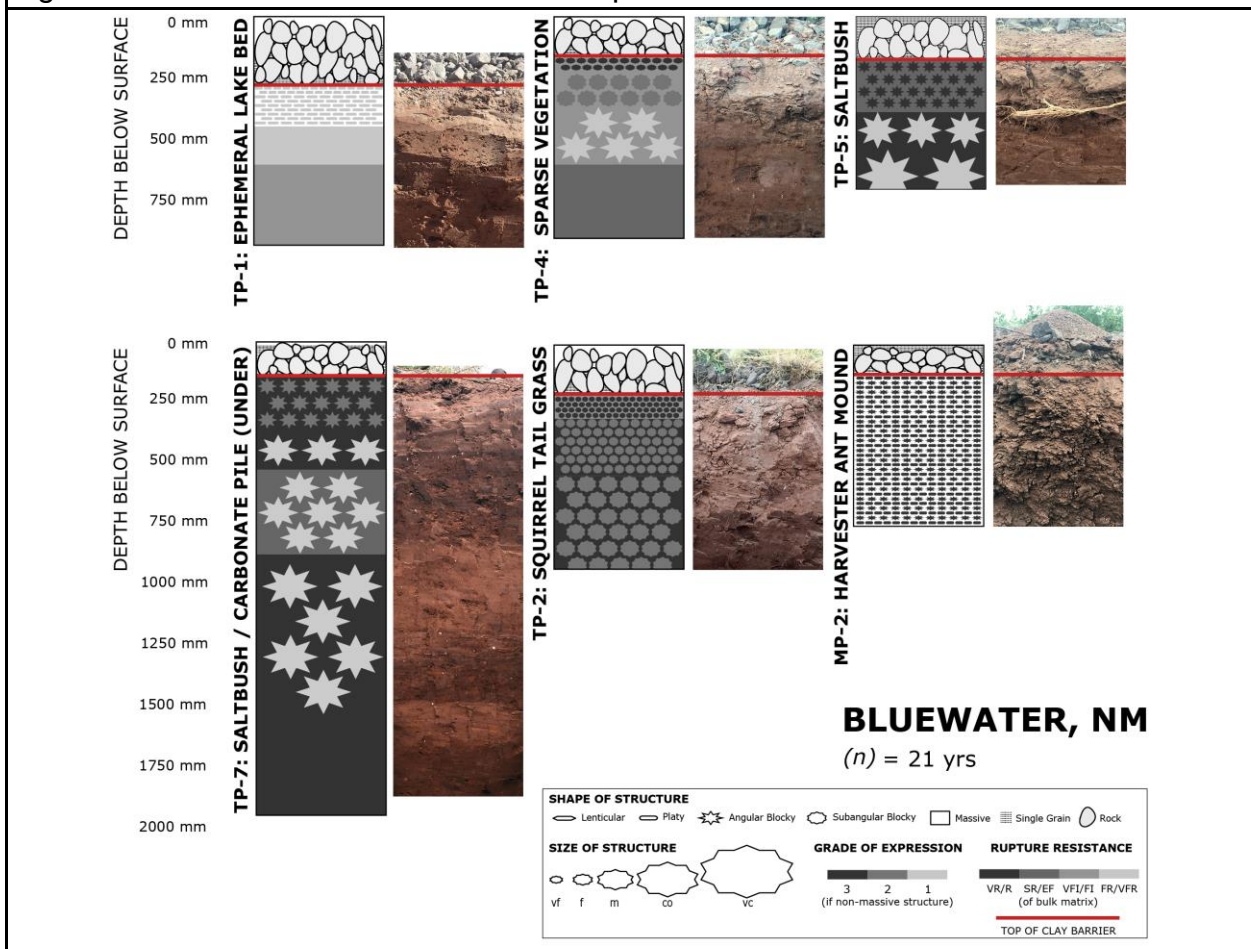 DEPTH BELOW SURFACE
0 mm
250 mm
500 mm
750 mm
TP-1: EPHEMERAL LAKE BED
TP-4: SPARSE VEGETATION
TP-5: SALTBUSH
DEPTH BELOW SURFACE
0 mm
250 mm
500 mm
750 mm
1000 mm
1250 mm
1500 mm
1750 mm
2000 mm
TP-7: SALTBUSH / CARBONATE PILE (UNDER)
TP-2: SQUIRREL TAIL GRASS
MP-2: HARVESTER ANT MOUND
BLUEWATER, NM
(n) = 21 yrs
SHAPE OF STRUCTURE
Lenticular Platy Angular Blocky Subangular Blocky Massive Single Grain Rock
SIZE OF STRUCTURE
vf f m co vc
GRADE OF EXPRESSION
3 2 1
(if non-massive structure)
RUPTURE RESISTANCE
VR/R SR/EF VFI/FI FR/VFR
(of bulk matrix)
TOP OF CLAY BARRIER